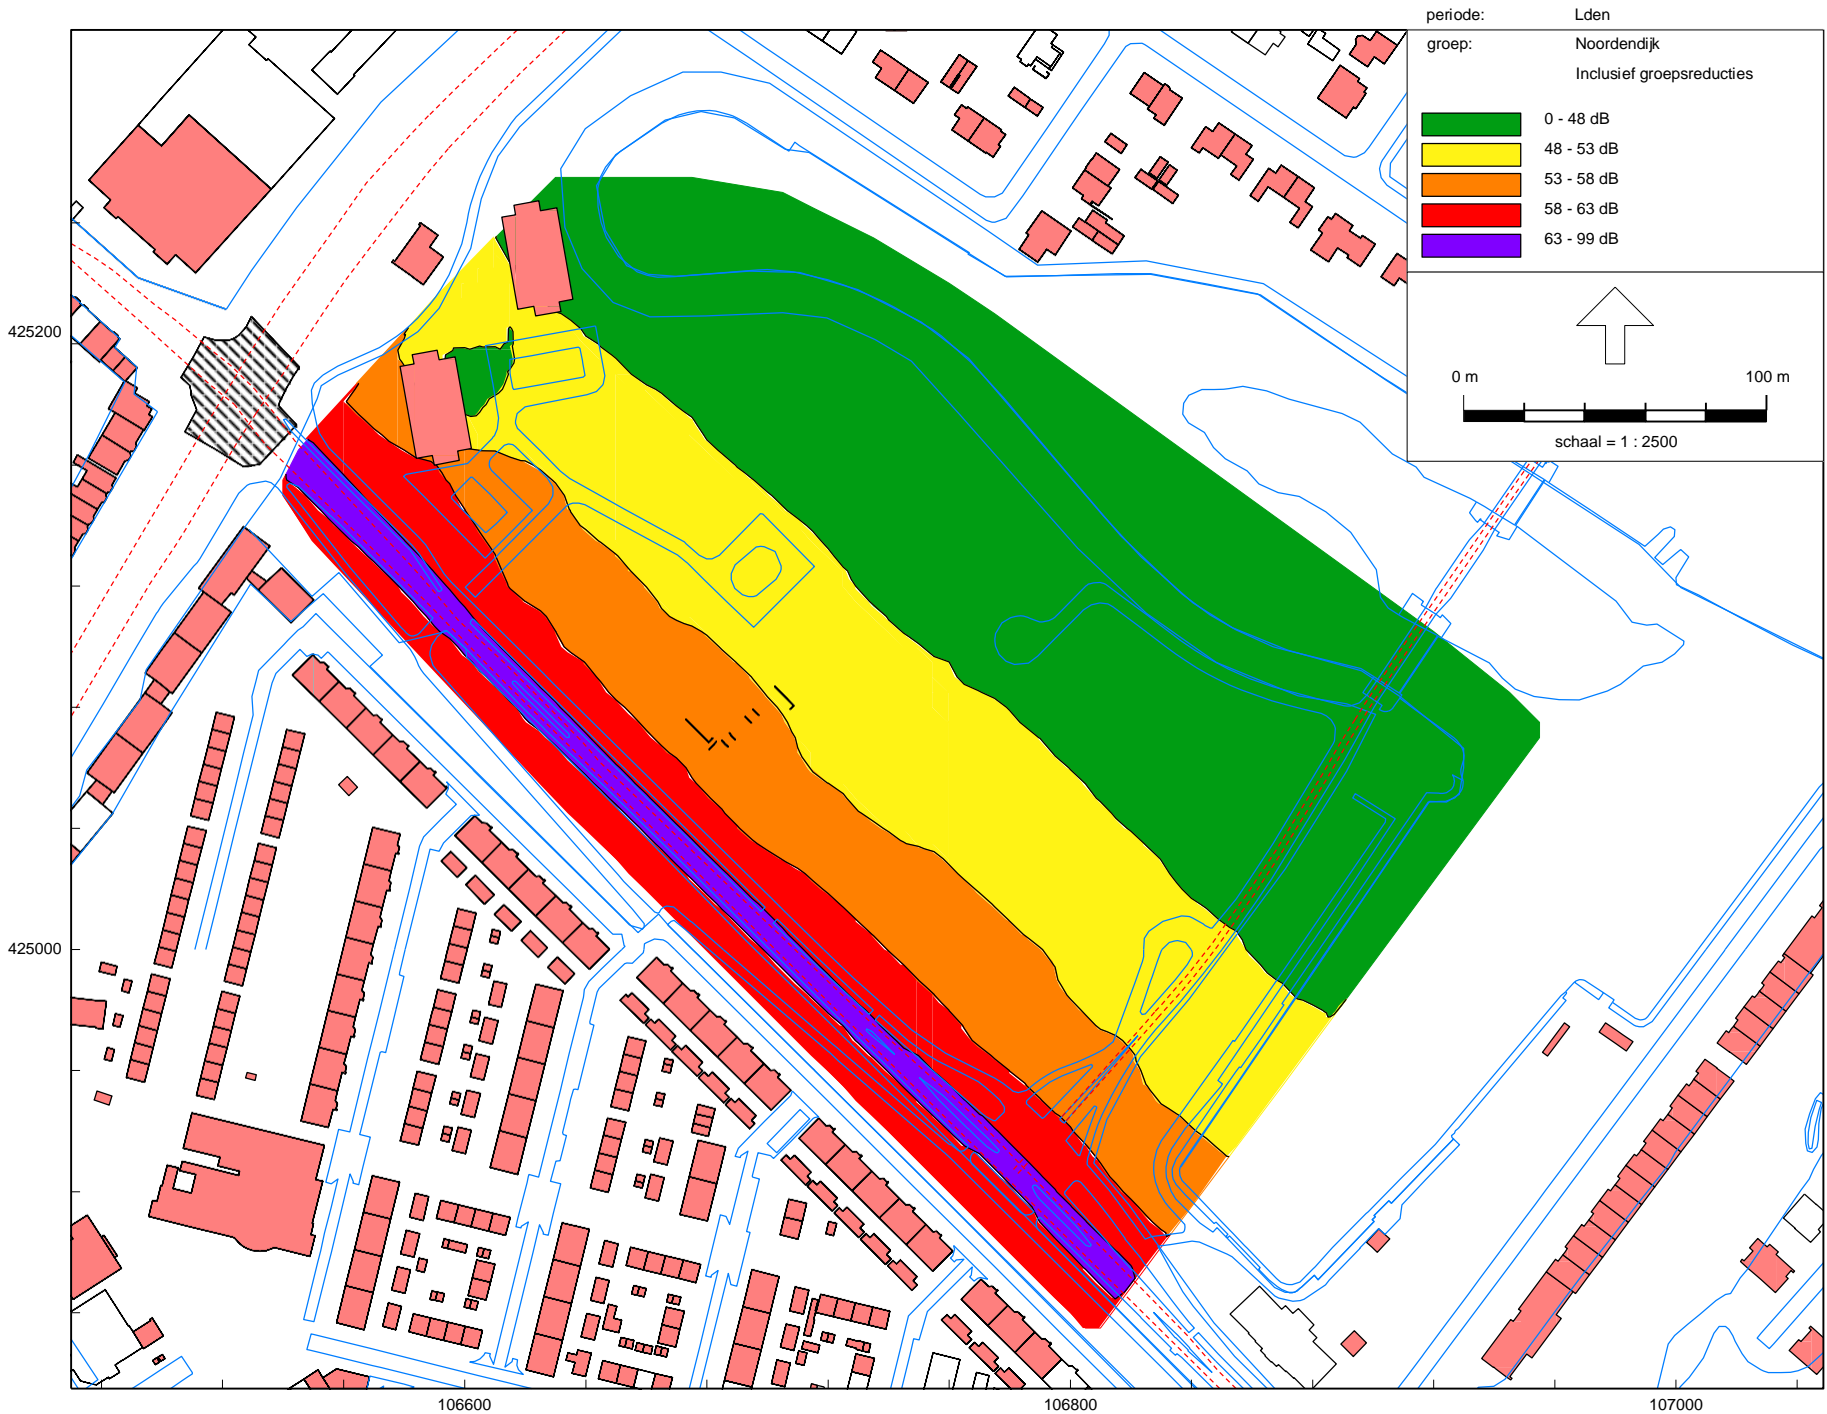 periode: Lden
groep: Noordendijk
Inclusief groepsreducties
0 - 48 dB
48 - 53 dB
53 - 58 dB
58 - 63 dB
63 - 99 dB
0 m 100 m
schaal = 1 : 2500
425200
425000
106600 106800 107000